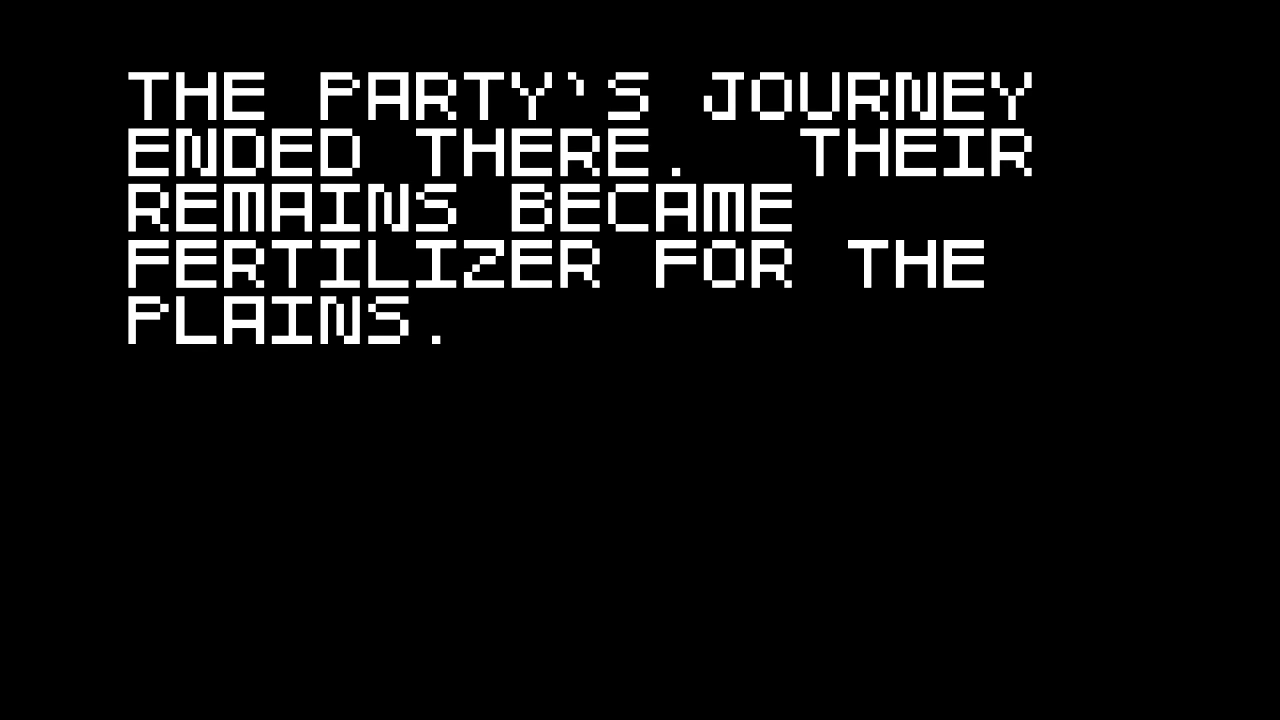 THE PARTY'S JOURNEY
ENDED THERE.  THEIR
REMAINS BECAME
FERTILIZER FOR THE
PLAINS.